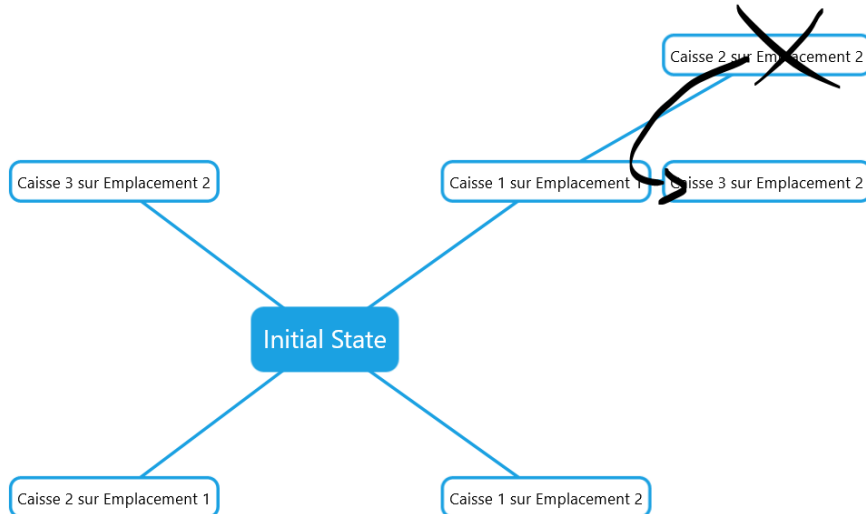 Caisse 2 sur Emplacement 2
Caisse 3 sur Emplacement 2
Caisse 1 sur Emplacement 1
Caisse 3 sur Emplacement 2
Initial State
Caisse 2 sur Emplacement 1
Caisse 1 sur Emplacement 2